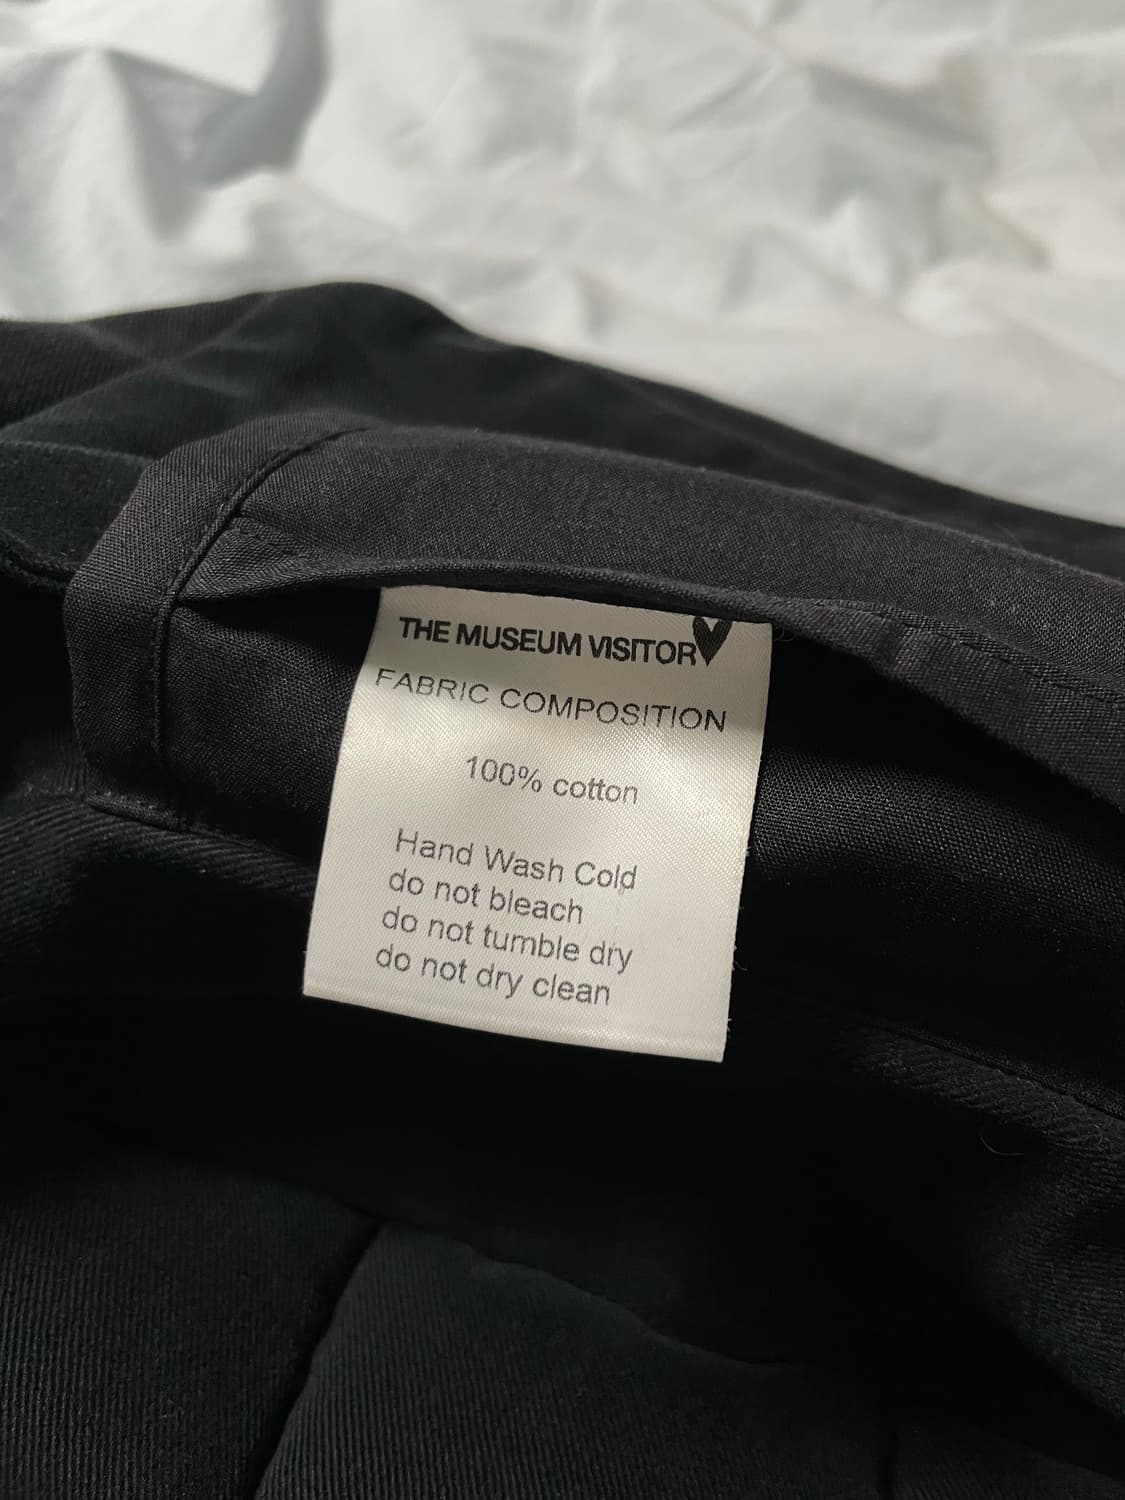 THE MUSEUM VISITOR
FABRIC COMPOSITION
100% cotton
Hand Wash Cold
do not bleach
do not tumble dry
do not dry clean